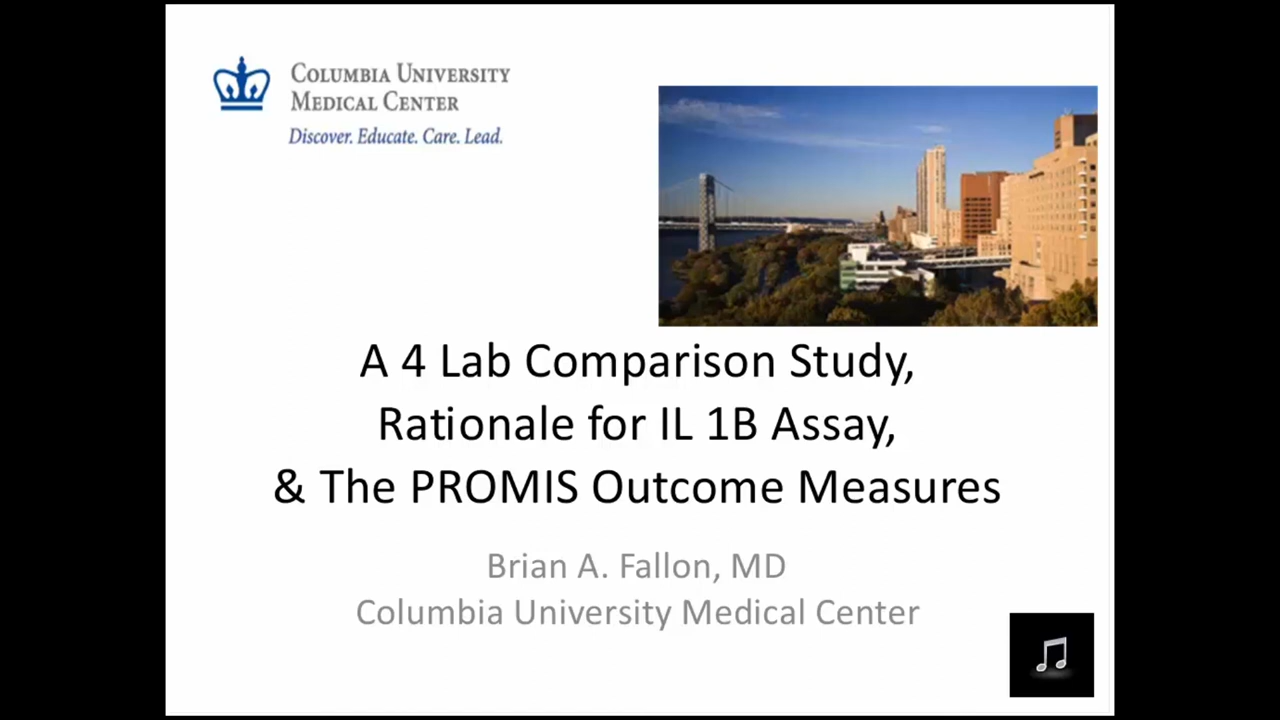 COLUMBIA UNIVERSITY
MEDICAL CENTER
Discover. Educate. Care. Lead.
A 4 Lab Comparison Study,
Rationale for IL 1B Assay,
& The PROMIS Outcome Measures
Brian A. Fallon, MD
Columbia University Medical Center